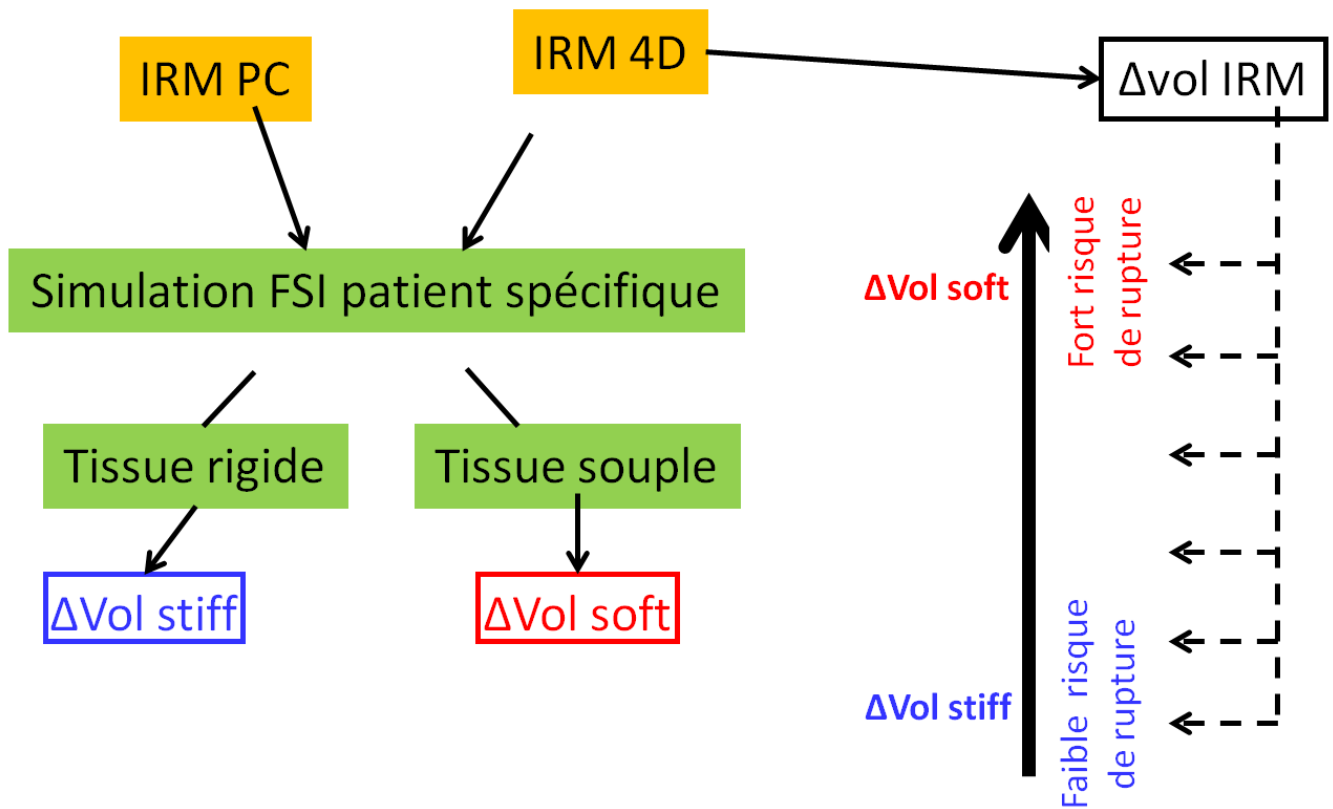 IRM PC
IRM 4D
Δvol IRM
Simulation FSI patient spécifique
Tissue rigide
Tissue souple
ΔVol stiff
ΔVol soft
ΔVol soft
Fort risque
de rupture
ΔVol stiff
Faible risque
de rupture